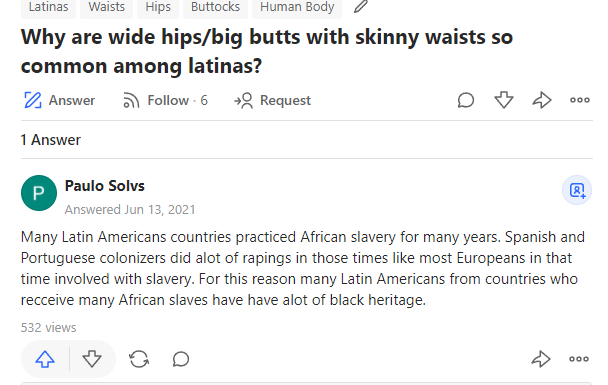 Latinas Waists Hips Buttocks Human Body
Why are wide hips/big butts with skinny waists so
common among latinas?
Answer Follow · 6 Request
1 Answer
P
Paulo Solvs
Answered Jun 13, 2021
Many Latin Americans countries practiced African slavery for many years. Spanish and
Portuguese colonizers did alot of rapings in those times like most Europeans in that
time involved with slavery. For this reason many Latin Americans from countries who
recceive many African slaves have have alot of black heritage.
532 views